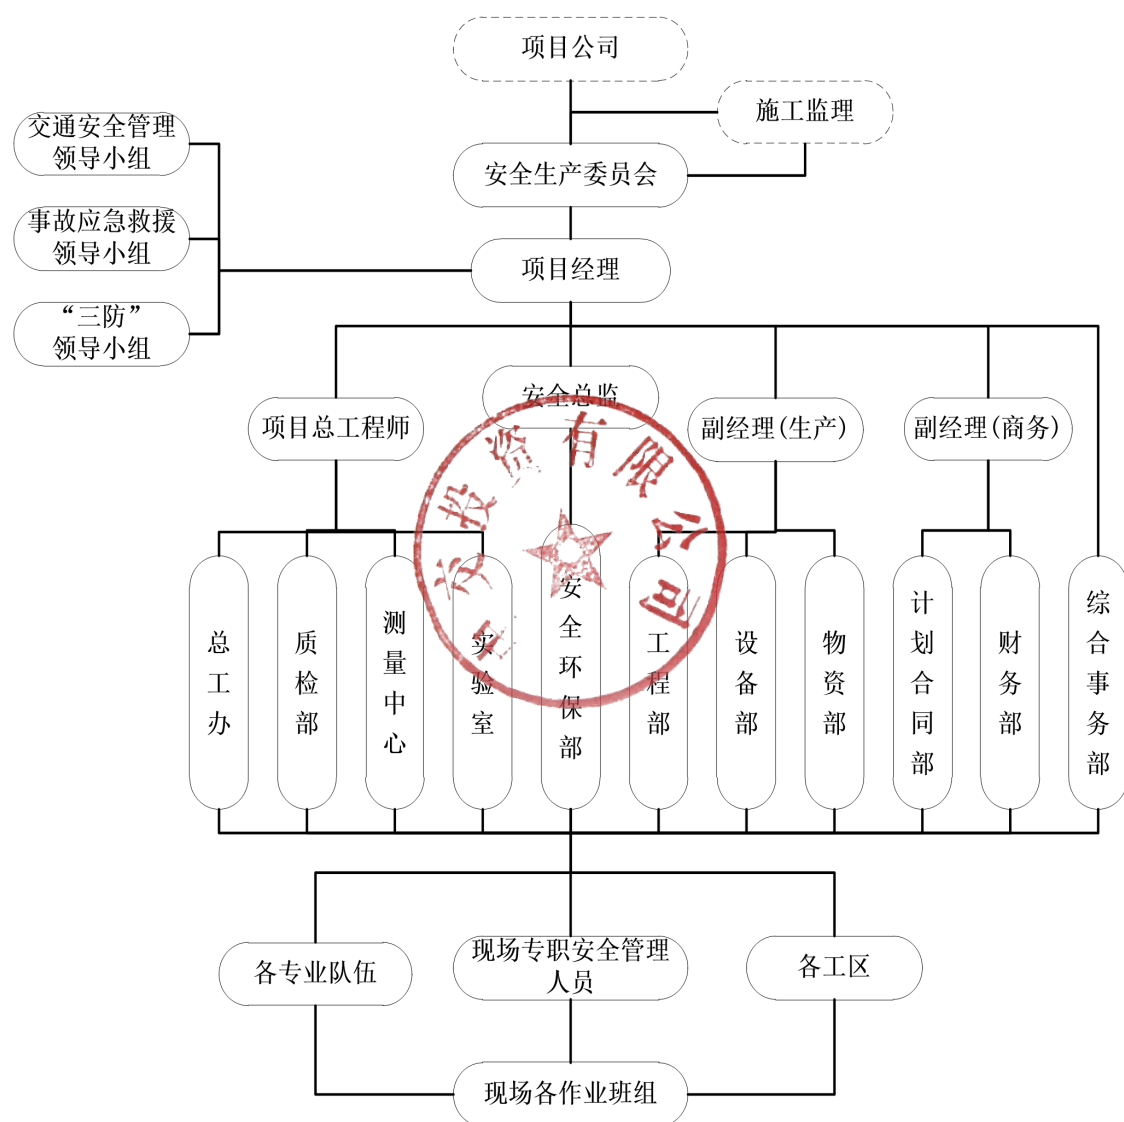 项目公司
施工监理
交通安全管理
领导小组
安全生产委员会
事故应急救援
领导小组
项目经理
“三防”
领导小组
安全总监
项目总工程师
副经理(生产)
副经理(商务)
总工办
质检部
测量中心
实验室
安全环保部
工程部
设备部
物资部
计划合同部
财务部
综合事务部
各专业队伍
现场专职安全管理
人员
各工区
现场各作业班组
交投资有限公司